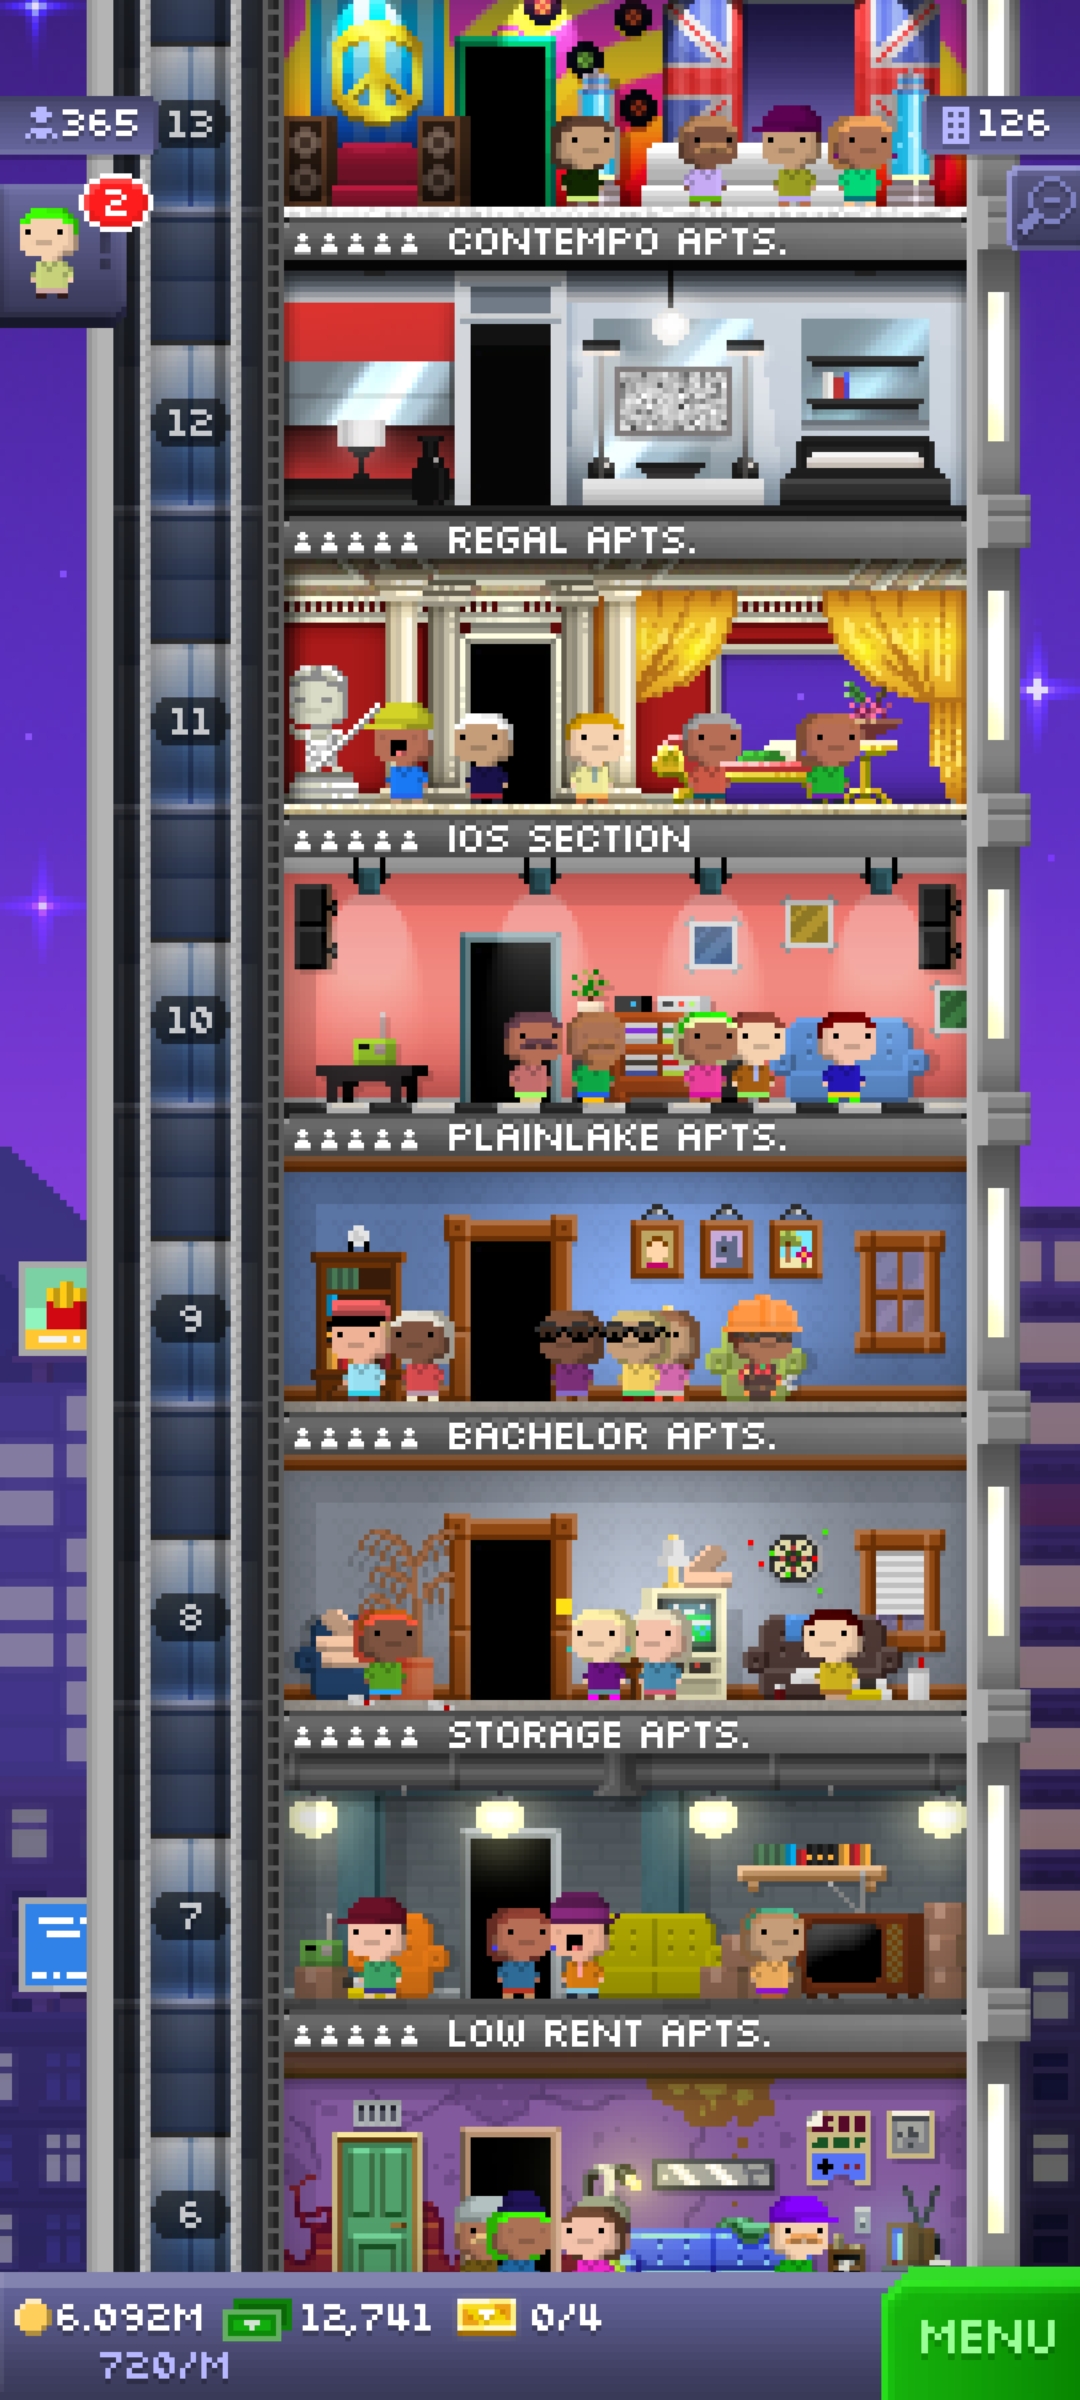 365
13
126
2
CONTEMPO APTS.
12
REGAL APTS.
11
IOS SECTION
10
PLAINLAKE APTS.
9
BACHELOR APTS.
8
STORAGE APTS.
7
LOW RENT APTS.
6
6.092M 12,741 0/4
720/M
MENU